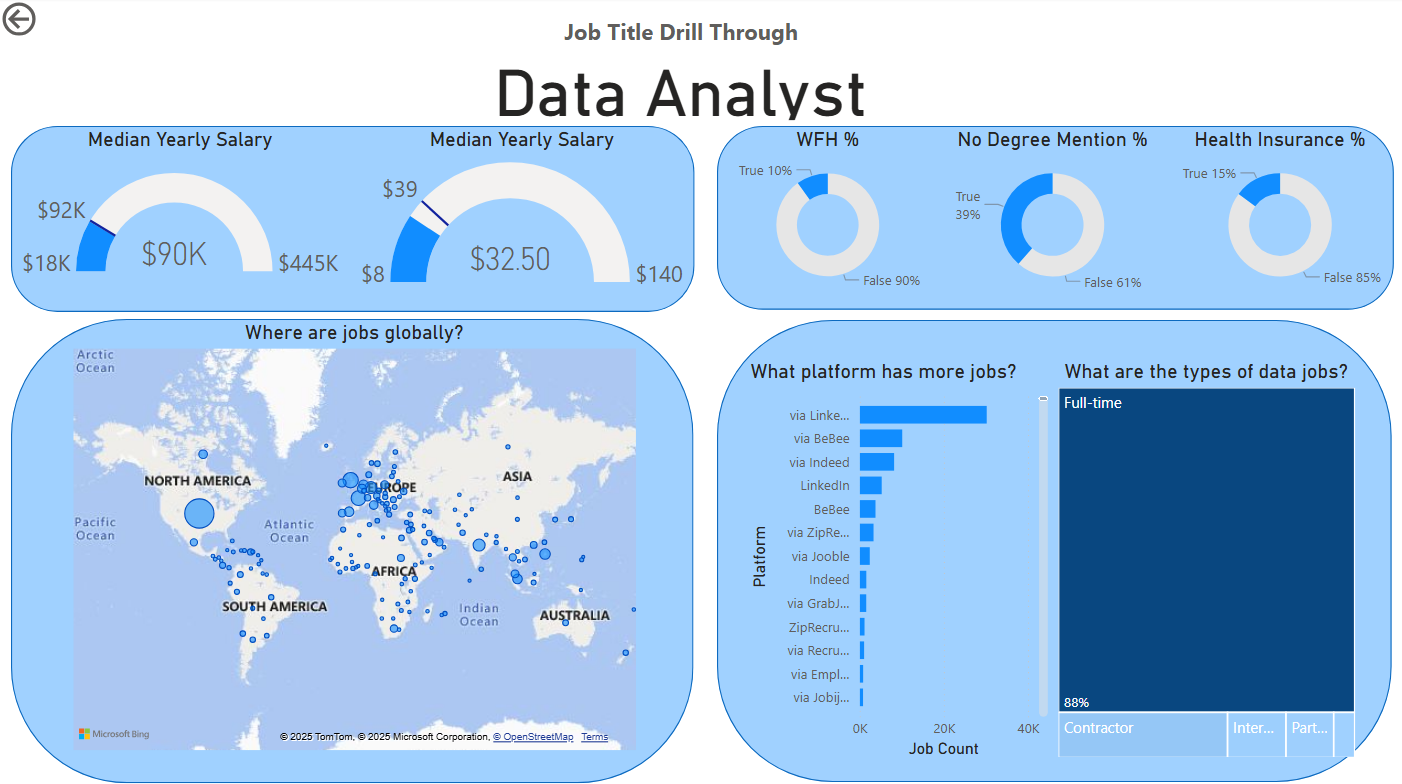 Job Title Drill Through
Data Analyst
Median Yearly Salary
$92K
$18K
$90K
$445K
Median Yearly Salary
$39
$8
$32.50
$140
WFH %
True 10%
False 90%
No Degree Mention %
True
39%
False 61%
Health Insurance %
True 15%
False 85%
Where are jobs globally?
Arctic
Ocean
NORTH AMERICA
EUROPE
ASIA
Pacific
Ocean
Atlantic
Ocean
AFRICA
SOUTH AMERICA
Indian
Ocean
AUSTRALIA
Microsoft Bing
© 2025 TomTom, © 2025 Microsoft Corporation, © OpenStreetMap Terms
What platform has more jobs?
Platform
via Linke...
via BeBee
via Indeed
LinkedIn
BeBee
via ZipRe...
via Jooble
Indeed
via GrabJ...
ZipRecru...
via Recru...
via Empl...
via Jobij...
0K 20K 40K
Job Count
What are the types of data jobs?
Full-time
88%
Contractor
Inter...
Part...